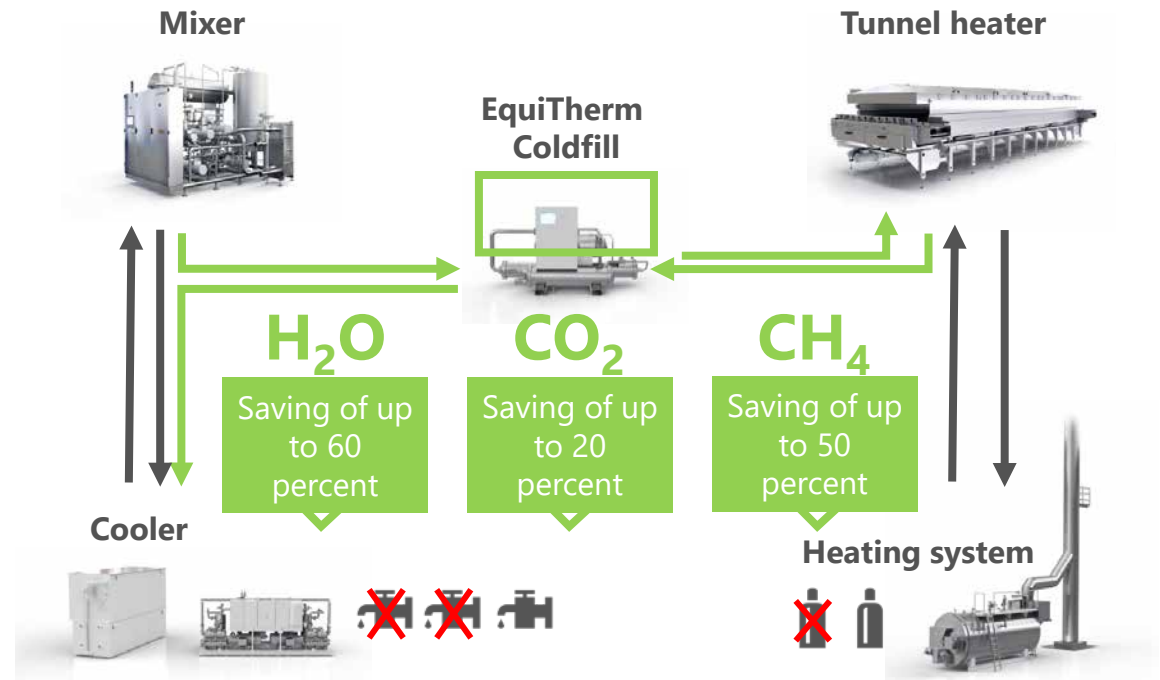 Mixer
Tunnel heater
EquiTherm
Coldfill
H₂O
CO₂
CH₄
Saving of up
to 60
percent
Saving of up
to 20
percent
Saving of up
to 50
percent
Cooler
Heating system